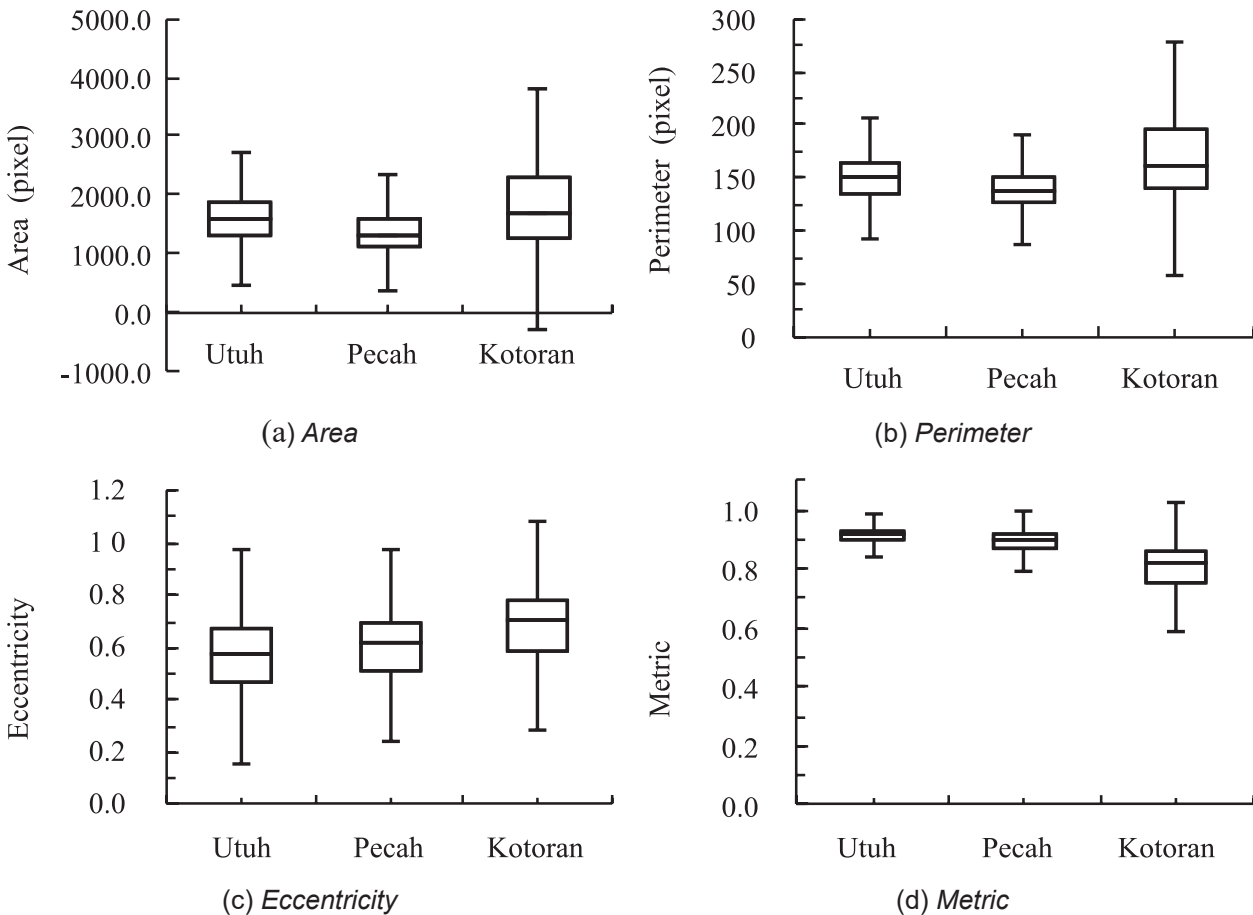 5000.0
4000.0
3000.0
2000.0
1000.0
0.0
-1000.0
Area (pixel)
Utuh Pecah Kotoran
(a) Area
300
250
200
150
100
50
0
Perimeter (pixel)
Utuh Pecah Kotoran
(b) Perimeter
1.2
1 0
0.8
0.6
0.4
0.2
0.0
Eccentricity
Utuh Pecah Kotoran
(c) Eccentricity
1.0
0.8
0.6
0.4
0.2
0.0
Metric
Utuh Pecah Kotoran
(d) Metric